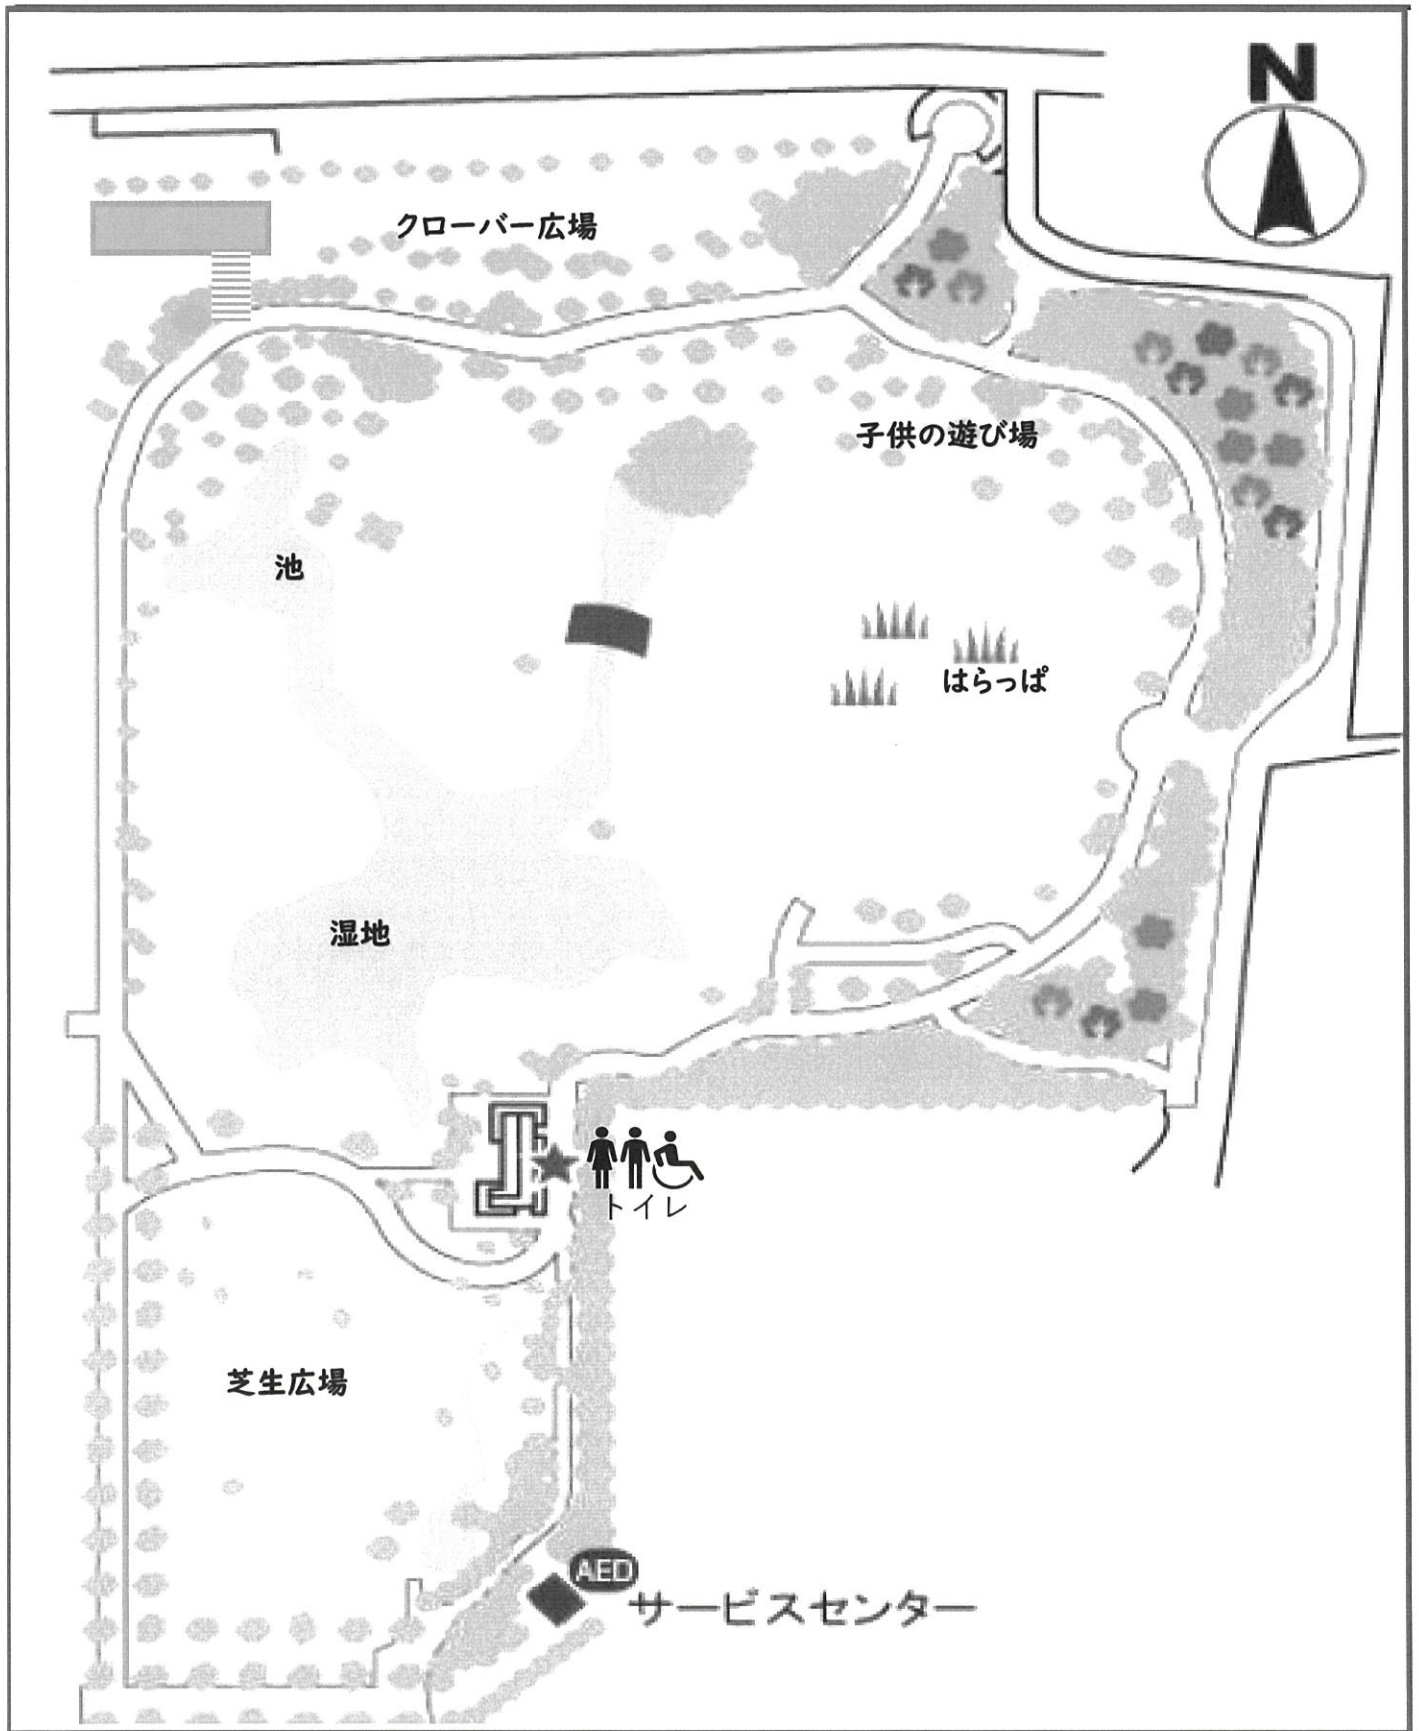 N
クローバー広場
子供の遊び場
池
はらっぱ
湿地
トイレ
芝生広場
AED
サービスセンター